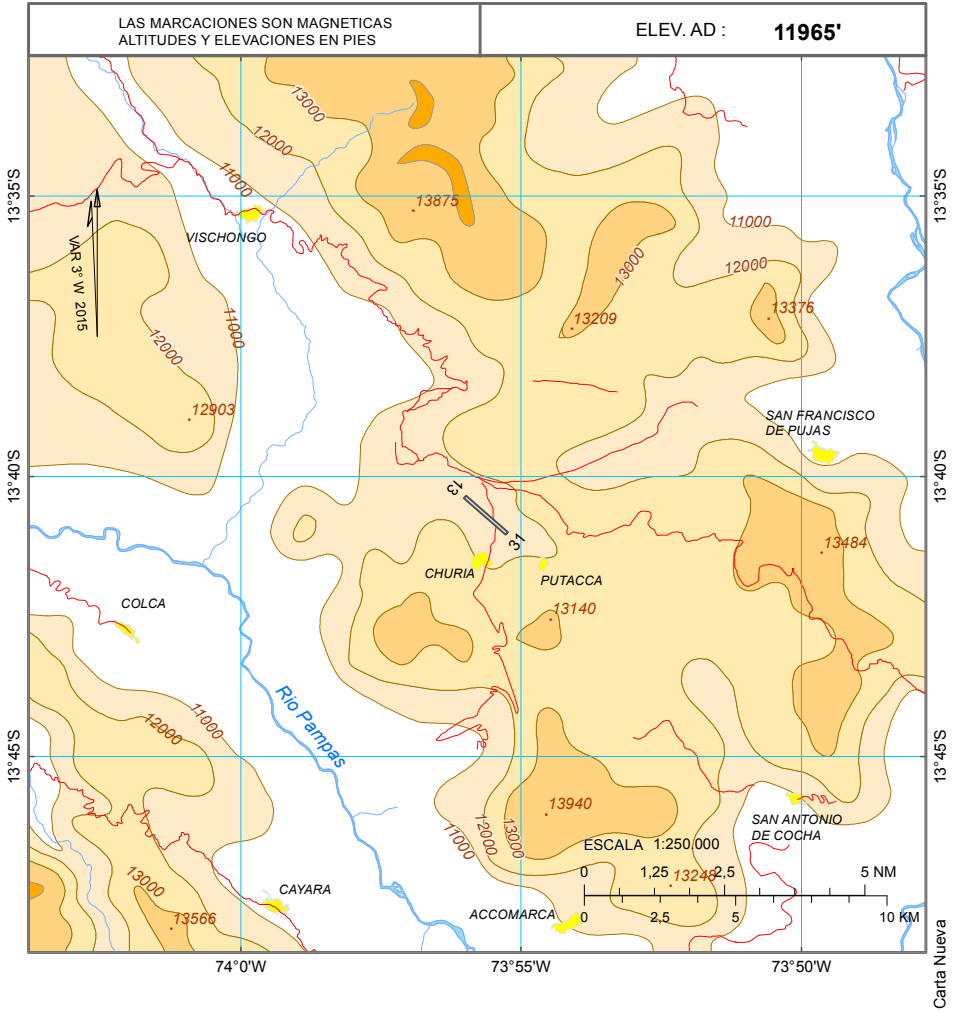 LAS MARCACIONES SON MAGNETICAS
ALTITUDES Y ELEVACIONES EN PIES
ELEV. AD : 11965'
13000
12000
11000
13875
13°35'S
13°35'S
VISCHONGO
11000
12000
13000
VAR 3° W 2015
11000
12000
13209
13376
12903
SAN FRANCISCO
DE PUJAS
13°40'S
13°40'S
13
31
13484
CHURIA
PUTACCA
COLCA
13140
Rio Pampas
11000
12000
13°45'S
13°45'S
13940
SAN ANTONIO
DE COCHA
11000
12000
13000
ESCALA 1:250.000
0 1,25 2,5 5 NM
13248
13000
CAYARA
13566
ACCOMARCA
0 2,5 5 10 KM
74°0'W
73°55'W
73°50'W
Carta Nueva